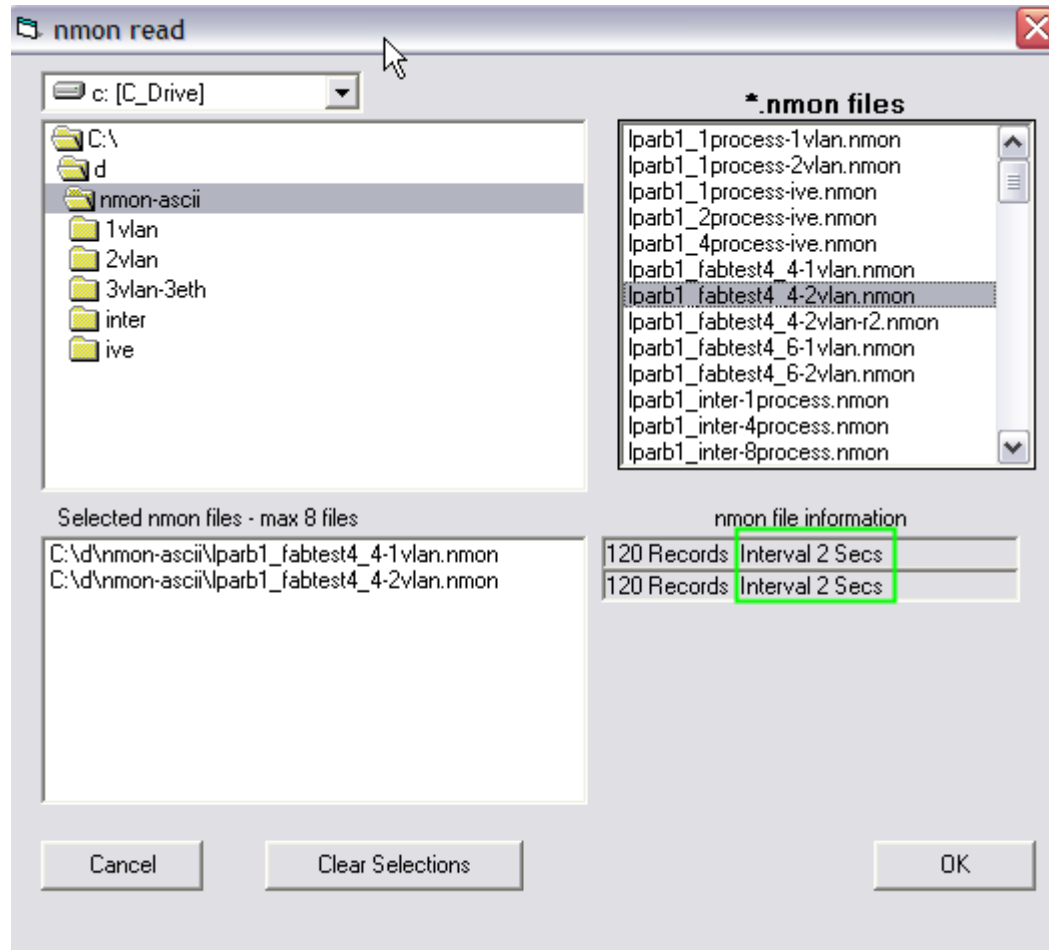 nmon read
c: [C_Drive]
C:\
d
nmon-ascii
1vlan
2vlan
3vlan-3eth
inter
ive
*.nmon files
lparb1_1process-1vlan.nmon
lparb1_1process-2vlan.nmon
lparb1_1process-ive.nmon
lparb1_2process-ive.nmon
lparb1_4process-ive.nmon
lparb1_fabtest4_4-1vlan.nmon
lparb1_fabtest4_4-2vlan.nmon
lparb1_fabtest4_4-2vlan-r2.nmon
lparb1_fabtest4_6-1vlan.nmon
lparb1_fabtest4_6-2vlan.nmon
lparb1_inter-1process.nmon
lparb1_inter-4process.nmon
lparb1_inter-8process.nmon
Selected nmon files - max 8 files
C:\d\nmon-ascii\lparb1_fabtest4_4-1vlan.nmon
C:\d\nmon-ascii\lparb1_fabtest4_4-2vlan.nmon
nmon file information
120 Records Interval 2 Secs
120 Records Interval 2 Secs
Cancel
Clear Selections
OK